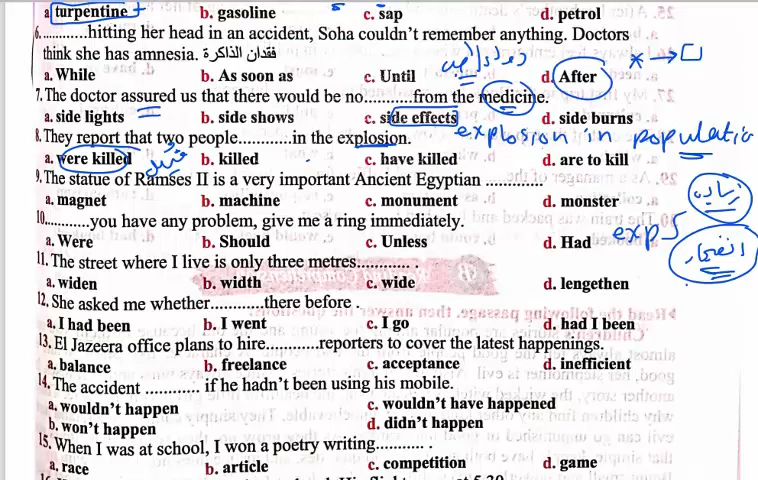 a turpentine b. gasoline c. sap d. petrol
6............hitting her head in an accident, Soha couldn't remember anything. Doctors
think she has amnesia. فقدان الذاكرة
a. While b. As soon as c. Until d. After
7. The doctor assured us that there would be no..........from the medicine.
a. side lights b. side shows c. side effects d. side burns
explosion in populatio
8. They report that two people............in the explosion.
a. were killed b. killed c. have killed d. are to kill
9. The statue of Ramses II is a very important Ancient Egyptian ............
a. magnet b. machine c. monument d. monster
زيادة
10..........you have any problem, give me a ring immediately.
a. Were b. Should c. Unless d. Had
exp
انفجار
11. The street where I live is only three metres............
a. widen b. width c. wide d. lengethen
12. She asked me whether..........there before .
a. I had been b. I went c. I go d. had I been
13. El Jazeera office plans to hire..........reporters to cover the latest happenings.
a. balance b. freelance c. acceptance d. inefficient
14. The accident .......... if he hadn't been using his mobile.
a. wouldn't happen c. wouldn't have happened
b. won't happen d. didn't happen
15. When I was at school, I won a poetry writing.......... .
a. race b. article c. competition d. game